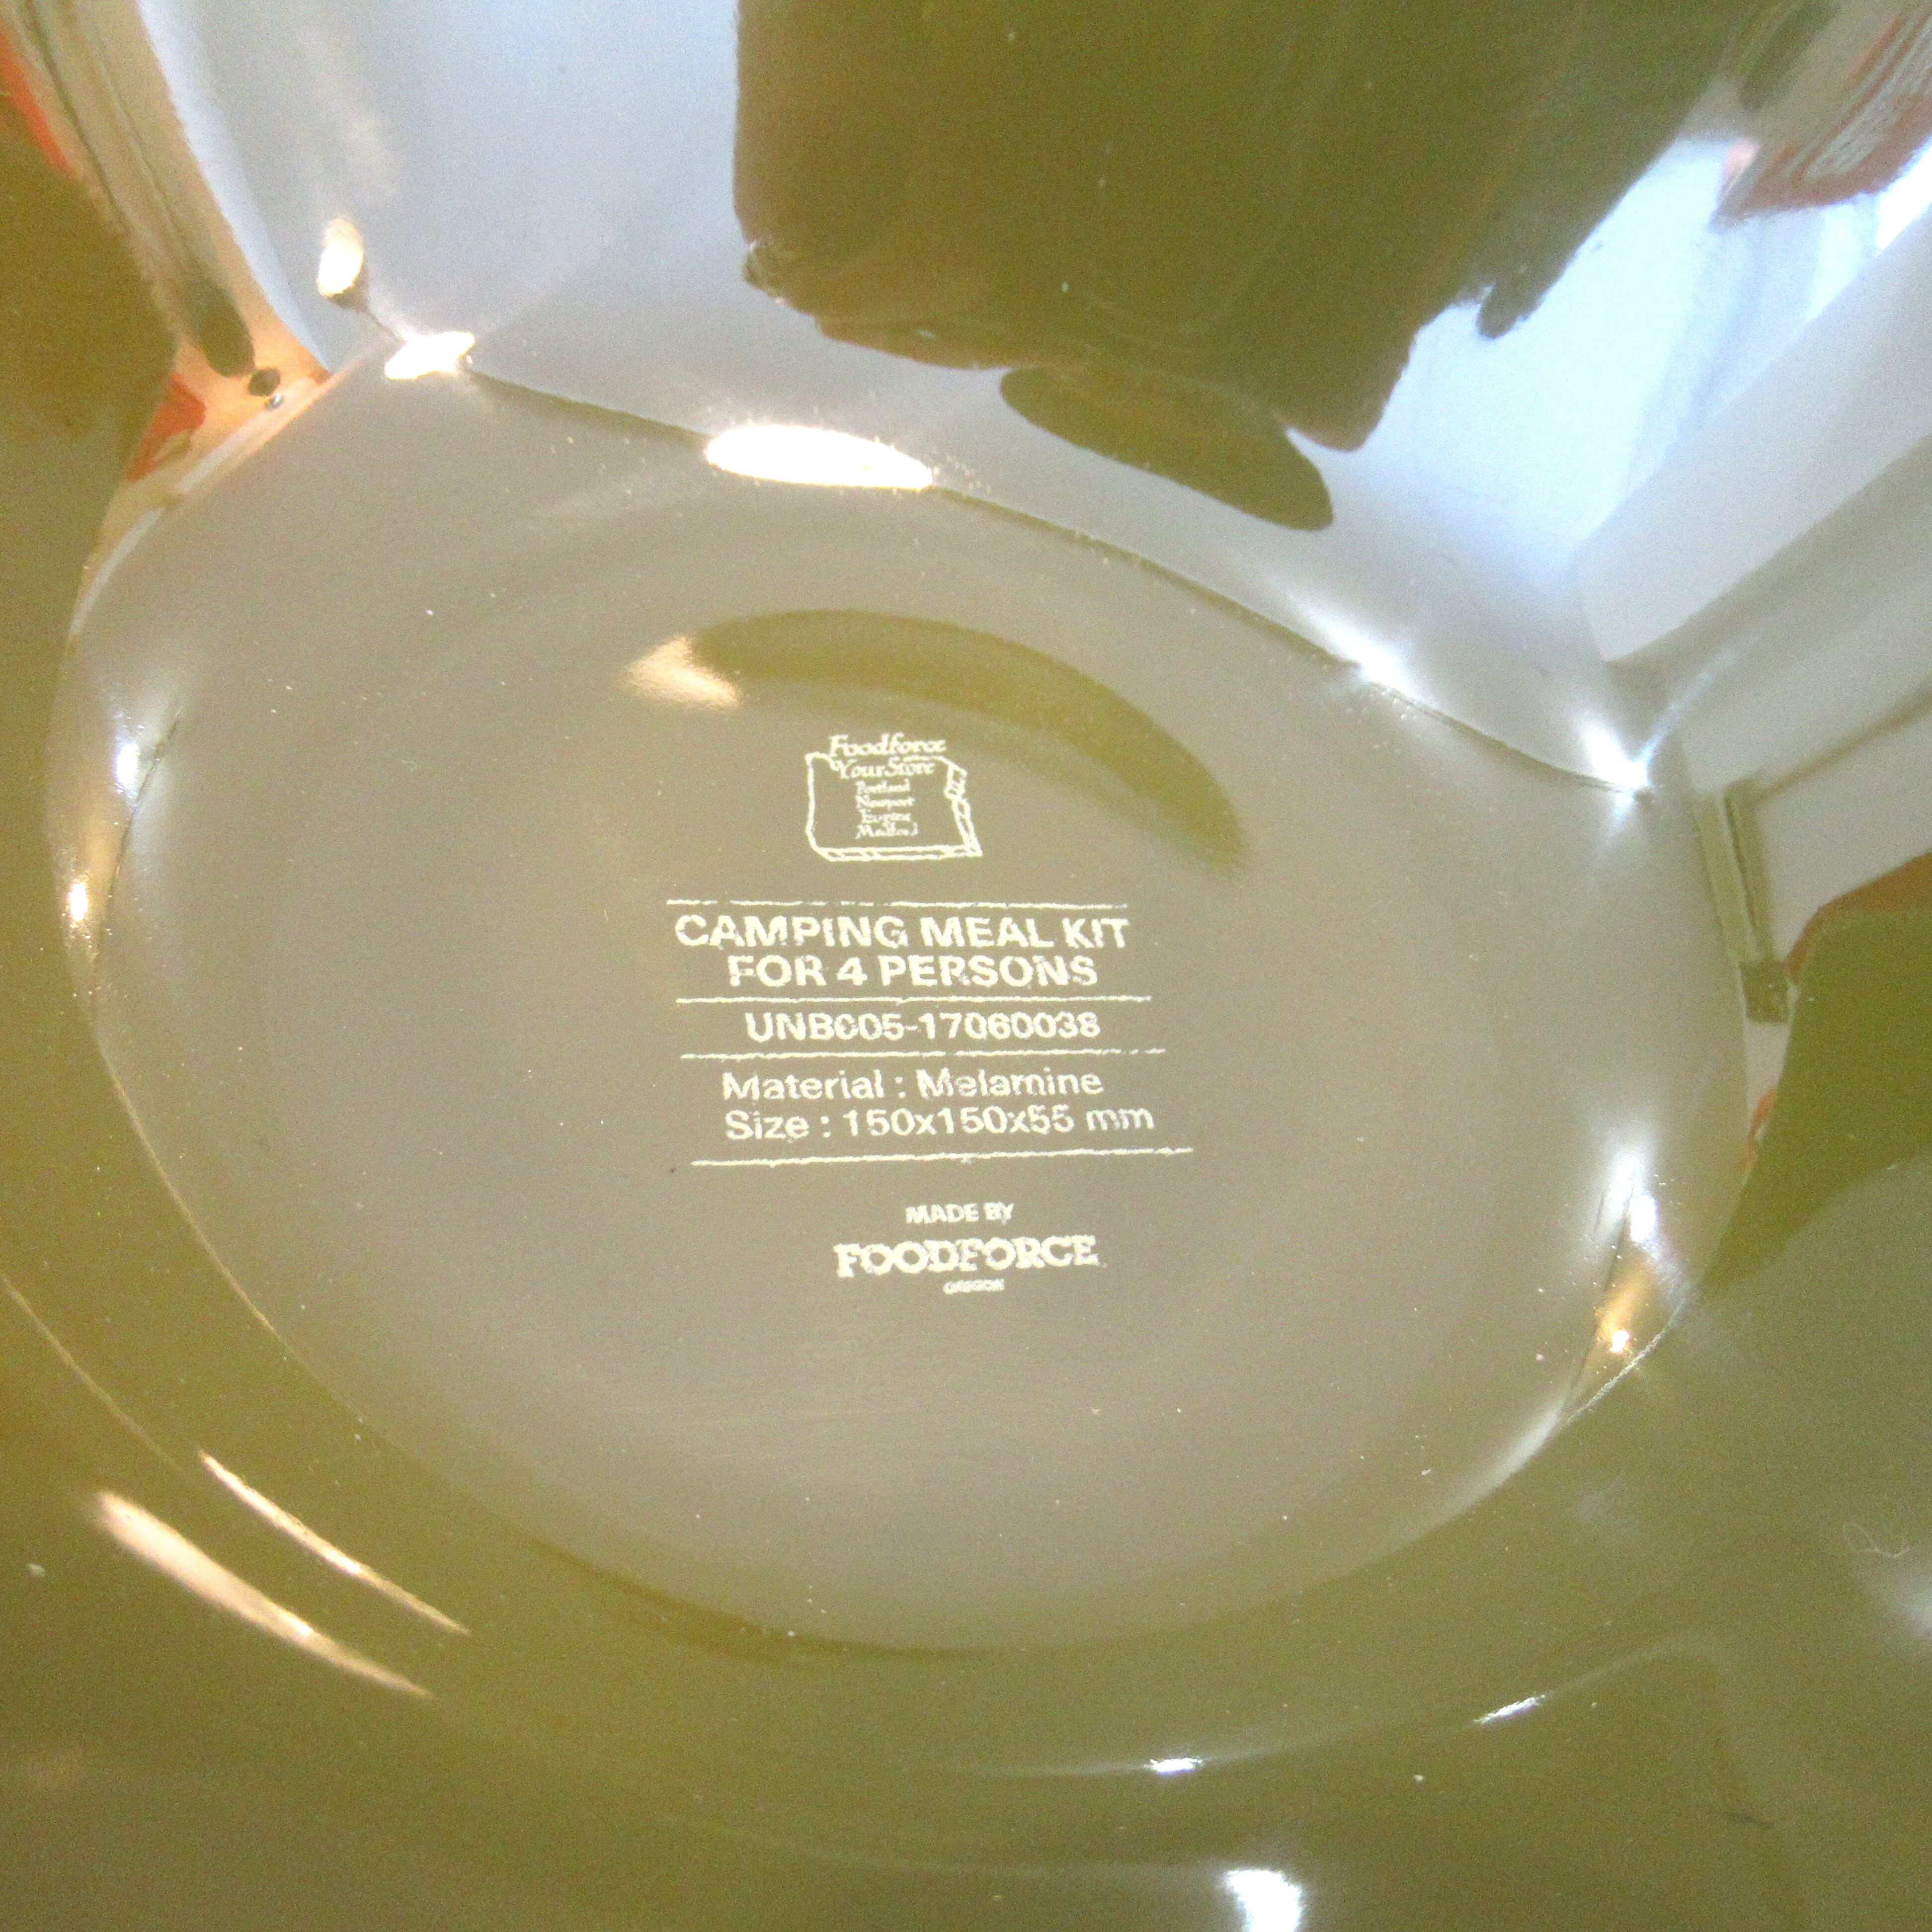 Foodforce
Your Store
Portland
Newport
Eugene
Medford
CAMPING MEAL KIT
FOR 4 PERSONS
UNB005-17060038
Material : Melamine
Size : 150x150x55 mm
MADE BY
FOODFORCE
OREGON